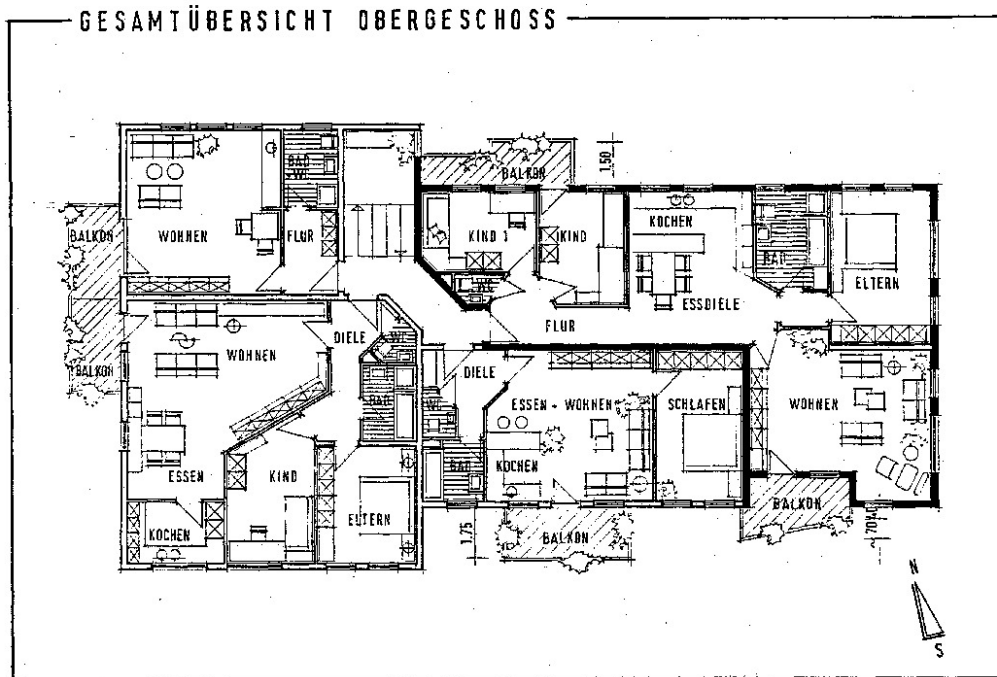 GESAMTÜBERSICHT OBERGESCHOSS
BALKON
1.50
BAD
WC
WOHNEN
FLUR
BALKON
KIND 1
KIND
KOCHEN
BAD
ELTERN
WC
ESSDIELE
FLUR
WOHNEN
DIELE
WC
BALKON
DIELE
BAD
WC
ESSEN - WOHNEN
SCHLAFEN
WOHNEN
ESSEN
KIND
BAD
KOCHEN
ELTERN
KOCHEN
1.75
BALKON
BALKON
N
S